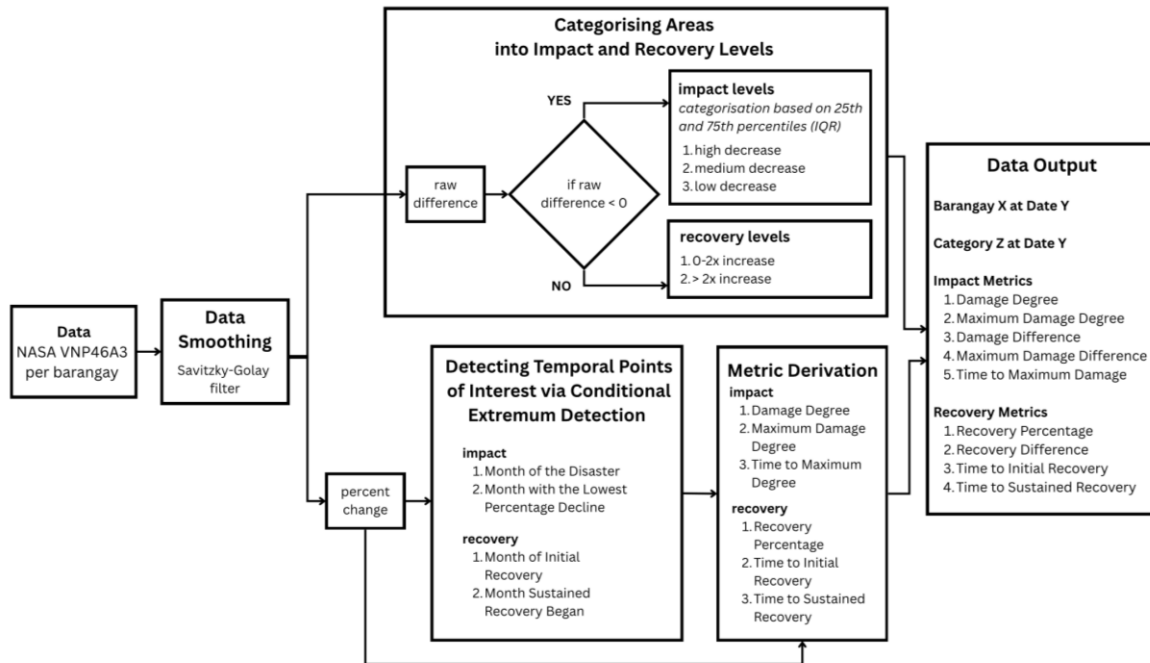 Categorising Areas
into Impact and Recovery Levels
YES
impact levels
categorisation based on 25th
and 75th percentiles (IQR)
1. high decrease
2. medium decrease
3. low decrease
raw
difference
if raw
difference < 0
recovery levels
1. 0-2x increase
2. > 2x increase
NO
Data
NASA VNP46A3
per barangay
Data
Smoothing
Savitzky-Golay
filter
percent
change
Detecting Temporal Points
of Interest via Conditional
Extremum Detection
impact
1. Month of the Disaster
2. Month with the Lowest
Percentage Decline
recovery
1. Month of Initial
Recovery
2. Month Sustained
Recovery Began
Metric Derivation
impact
1. Damage Degree
2. Maximum Damage
Degree
3. Time to Maximum
Degree
recovery
1. Recovery
Percentage
2. Time to Initial
Recovery
3. Time to Sustained
Recovery
Data Output
Barangay X at Date Y
Category Z at Date Y
Impact Metrics
1. Damage Degree
2. Maximum Damage Degree
3. Damage Difference
4. Maximum Damage Difference
5. Time to Maximum Damage
Recovery Metrics
1. Recovery Percentage
2. Recovery Difference
3. Time to Initial Recovery
4. Time to Sustained Recovery